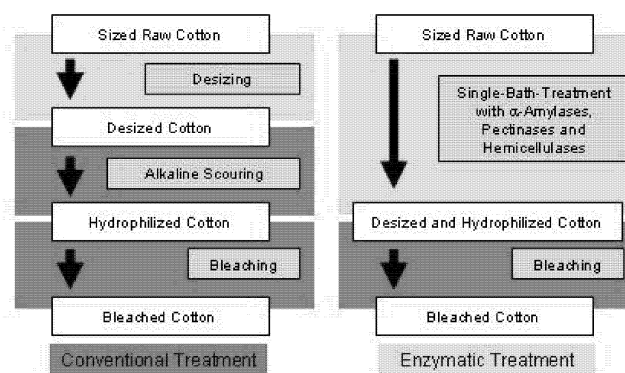 Sized Raw Cotton
Desizing
Desized Cotton
Alkaline Scouring
Hydrophilized Cotton
Bleaching
Bleached Cotton
Conventional Treatment
Sized Raw Cotton
Single-Bath-Treatment
with α-Amylases,
Pectinases and
Hemicellulases
Desized and Hydrophilized Cotton
Bleaching
Bleached Cotton
Enzymatic Treatment